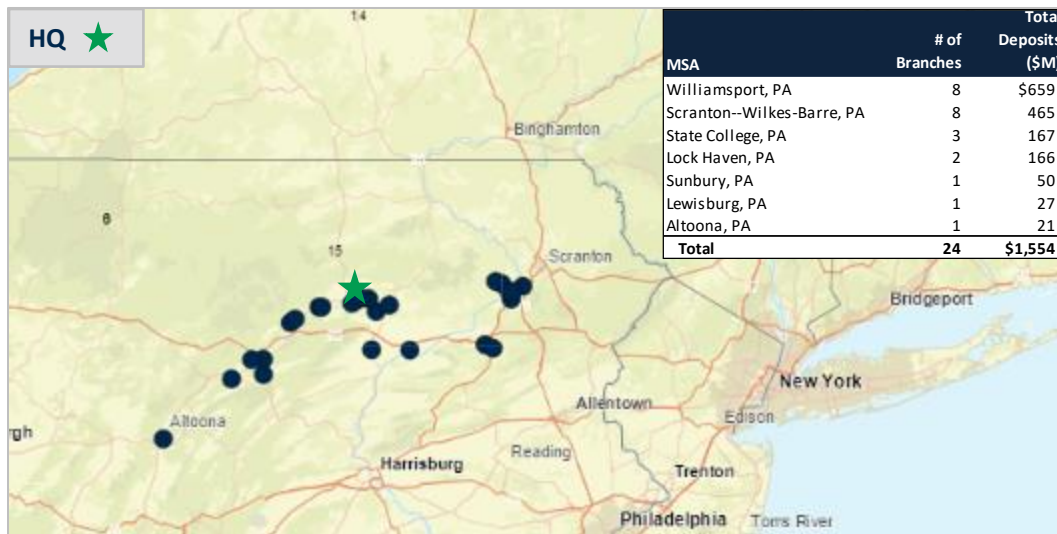 HQ
14
Total
# of Deposits
MSA Branches ($M)
Williamsport, PA 8 $659
Scranton--Wilkes-Barre, PA 8 465
State College, PA 3 167
Lock Haven, PA 2 166
Sunbury, PA 1 50
Lewisburg, PA 1 27
Altoona, PA 1 21
Total 24 $1,554
Binghamton
6
15
Scranton
Bridgeport
New York
Allentown
Edison
Altoona
rgh
Reading
Harrisburg
Trenton
Philadelphia
Toms River